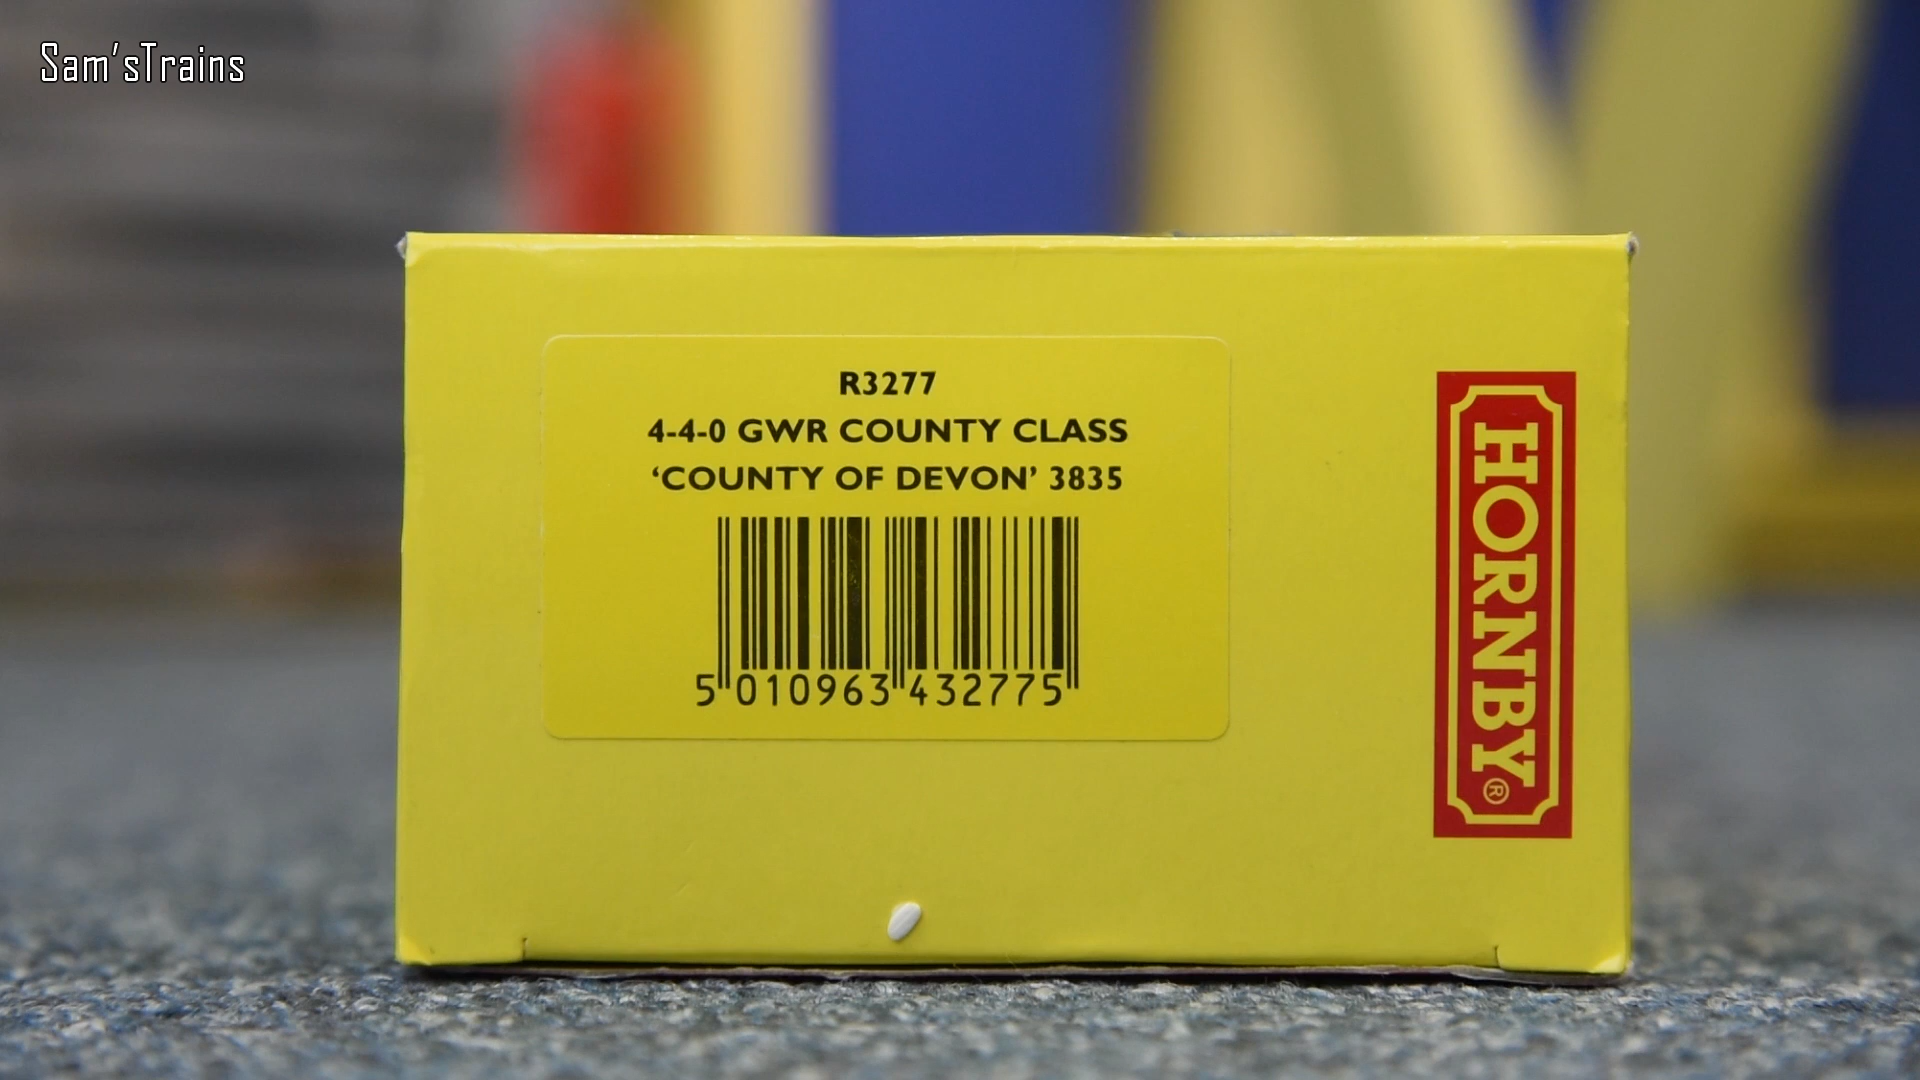 Sam'sTrains
R3277
4-4-0 GWR COUNTY CLASS
‘COUNTY OF DEVON’ 3835
5 010963 432775
HORNBY®